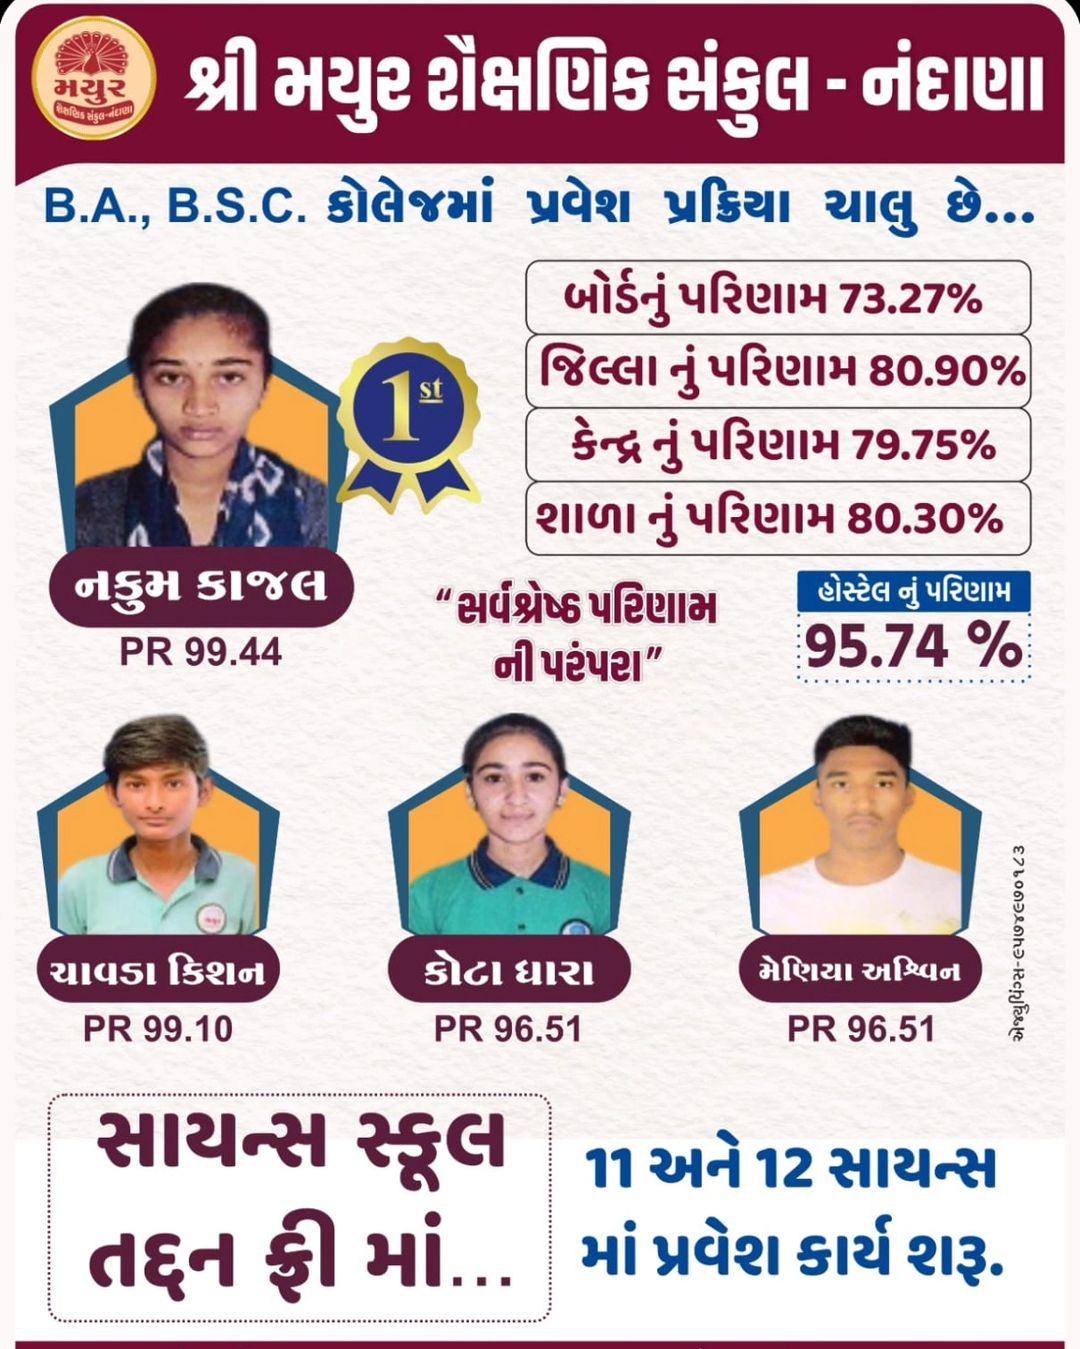 મયુર
શૈક્ષણિક સંકુલ-નંદાણા
શ્રી મયુર શૈક્ષણિક સંકુલ - નંદાણા
B.A., B.S.C. કોલેજમાં પ્રવેશ પ્રક્રિયા ચાલુ છે...
1st
બોર્ડનું પરિણામ 73.27%
જિલ્લા નું પરિણામ 80.90%
કેન્દ્ર નું પરિણામ 79.75%
શાળા નું પરિણામ 80.30%
નકુમ કાજલ
PR 99.44
“સર્વશ્રેષ્ઠ પરિણામ
ની પરંપરા”
હોસ્ટેલ નું પરિણામ
95.74 %
ચાવડા કિશન
PR 99.10
કોટા ધારા
PR 96.51
મેણિયા અશ્વિન
PR 96.51
સાયન્સ સ્કૂલ
તદ્દન ફ્રી માં...
11 અને 12 સાયન્સ
માં પ્રવેશ કાર્ય શરૂ.